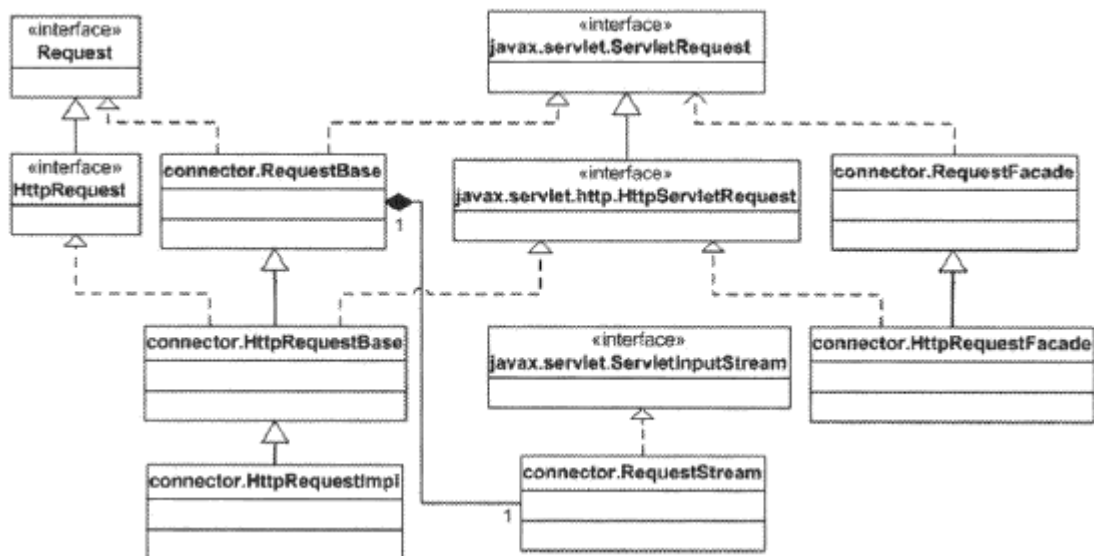 «interface»
Request
«interface»
javax.servlet.ServletRequest
«interface»
HttpRequest
connector.RequestBase
«interface»
javax.servlet.http.HttpServletRequest
connector.RequestFacade
1
connector.HttpRequestBase
«interface»
javax.servlet.ServletInputStream
connector.HttpRequestFacade
connector.HttpRequestImpl
connector.RequestStream
1